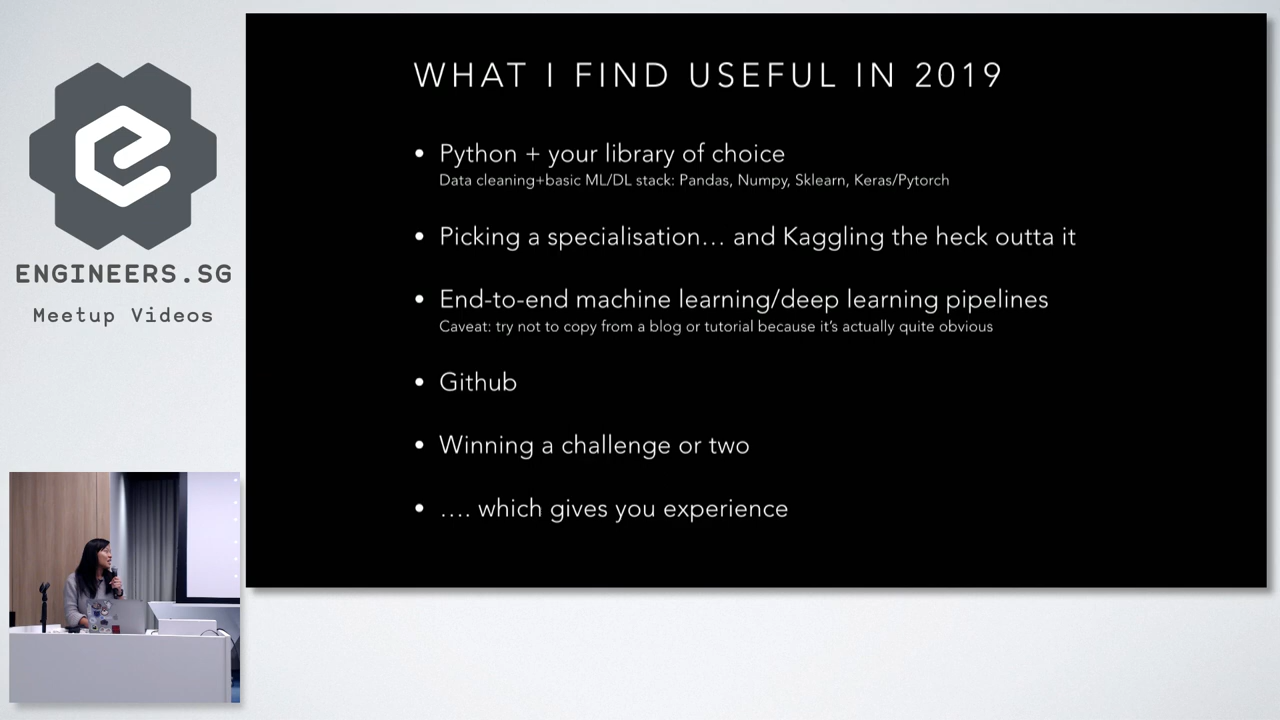 ENGINEERS.SG
Meetup Videos
WHAT I FIND USEFUL IN 2019
• Python + your library of choice
Data cleaning+basic ML/DL stack: Pandas, Numpy, Sklearn, Keras/Pytorch
• Picking a specialisation… and Kaggling the heck outta it
• End-to-end machine learning/deep learning pipelines
Caveat: try not to copy from a blog or tutorial because it’s actually quite obvious
• Github
• Winning a challenge or two
• …. which gives you experience